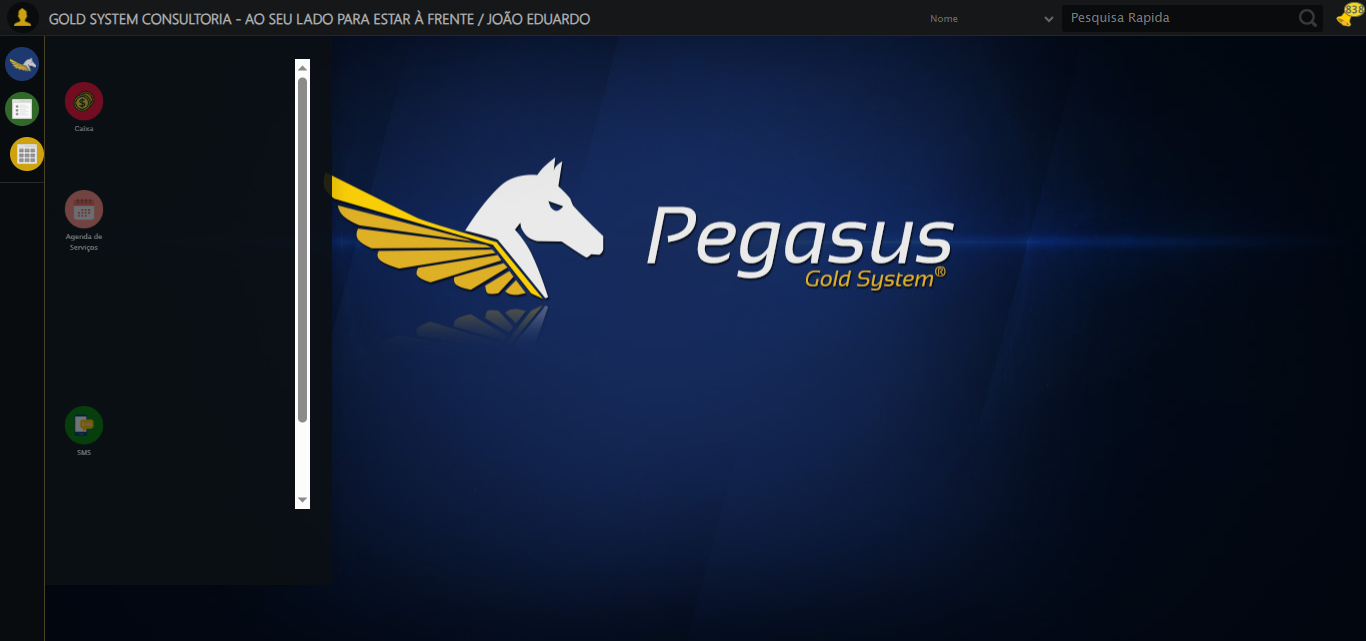 GOLD SYSTEM CONSULTORIA - AO SEU LADO PARA ESTAR À FRENTE / JOÃO EDUARDO
Nome
Pesquisa Rapida
838
Caixa
Agenda de
Serviços
SMS
Pegasus
Gold System®